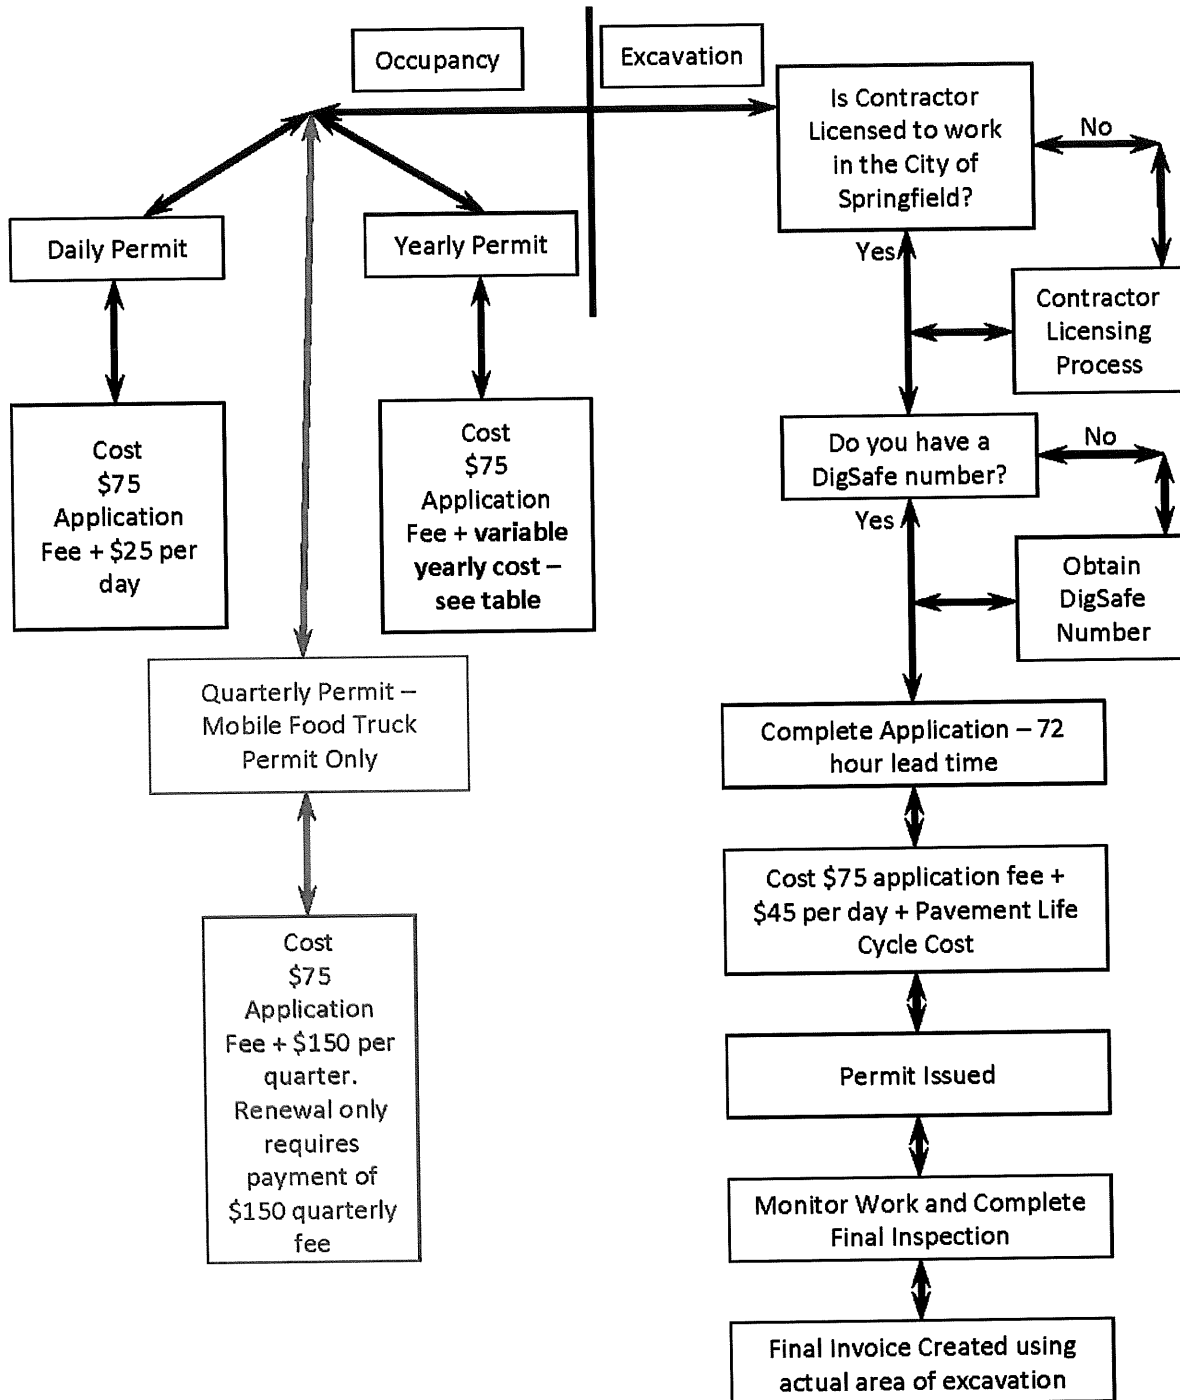 Occupancy
Excavation
Is Contractor
Licensed to work
in the City of
Springfield?
No
Yes
Contractor
Licensing
Process
Daily Permit
Yearly Permit
Cost
$75
Application
Fee + $25 per
day
Cost
$75
Application
Fee + variable
yearly cost –
see table
Do you have a
DigSafe number?
No
Yes
Obtain
DigSafe
Number
Quarterly Permit –
Mobile Food Truck
Permit Only
Cost
$75
Application
Fee + $150 per
quarter.
Renewal only
requires
payment of
$150 quarterly
fee
Complete Application – 72
hour lead time
Cost $75 application fee +
$45 per day + Pavement Life
Cycle Cost
Permit Issued
Monitor Work and Complete
Final Inspection
Final Invoice Created using
actual area of excavation